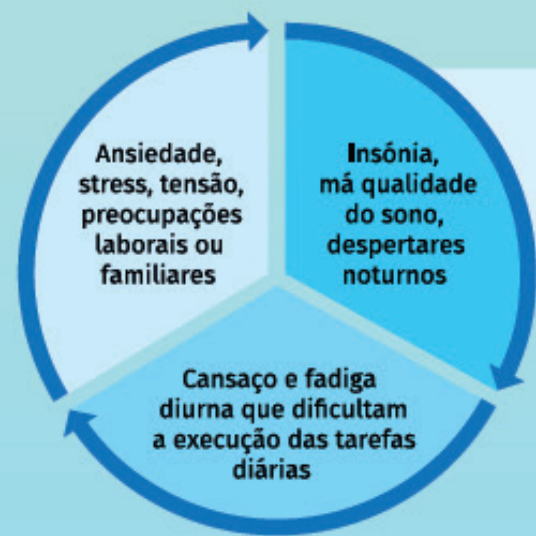 Ansiedade,
stress, tensão,
preocupações
laborais ou
familiares
Insónia,
má qualidade
do sono,
despertares
noturnos
Cansaço e fadiga
diurna que dificultam
a execução das tarefas
diárias